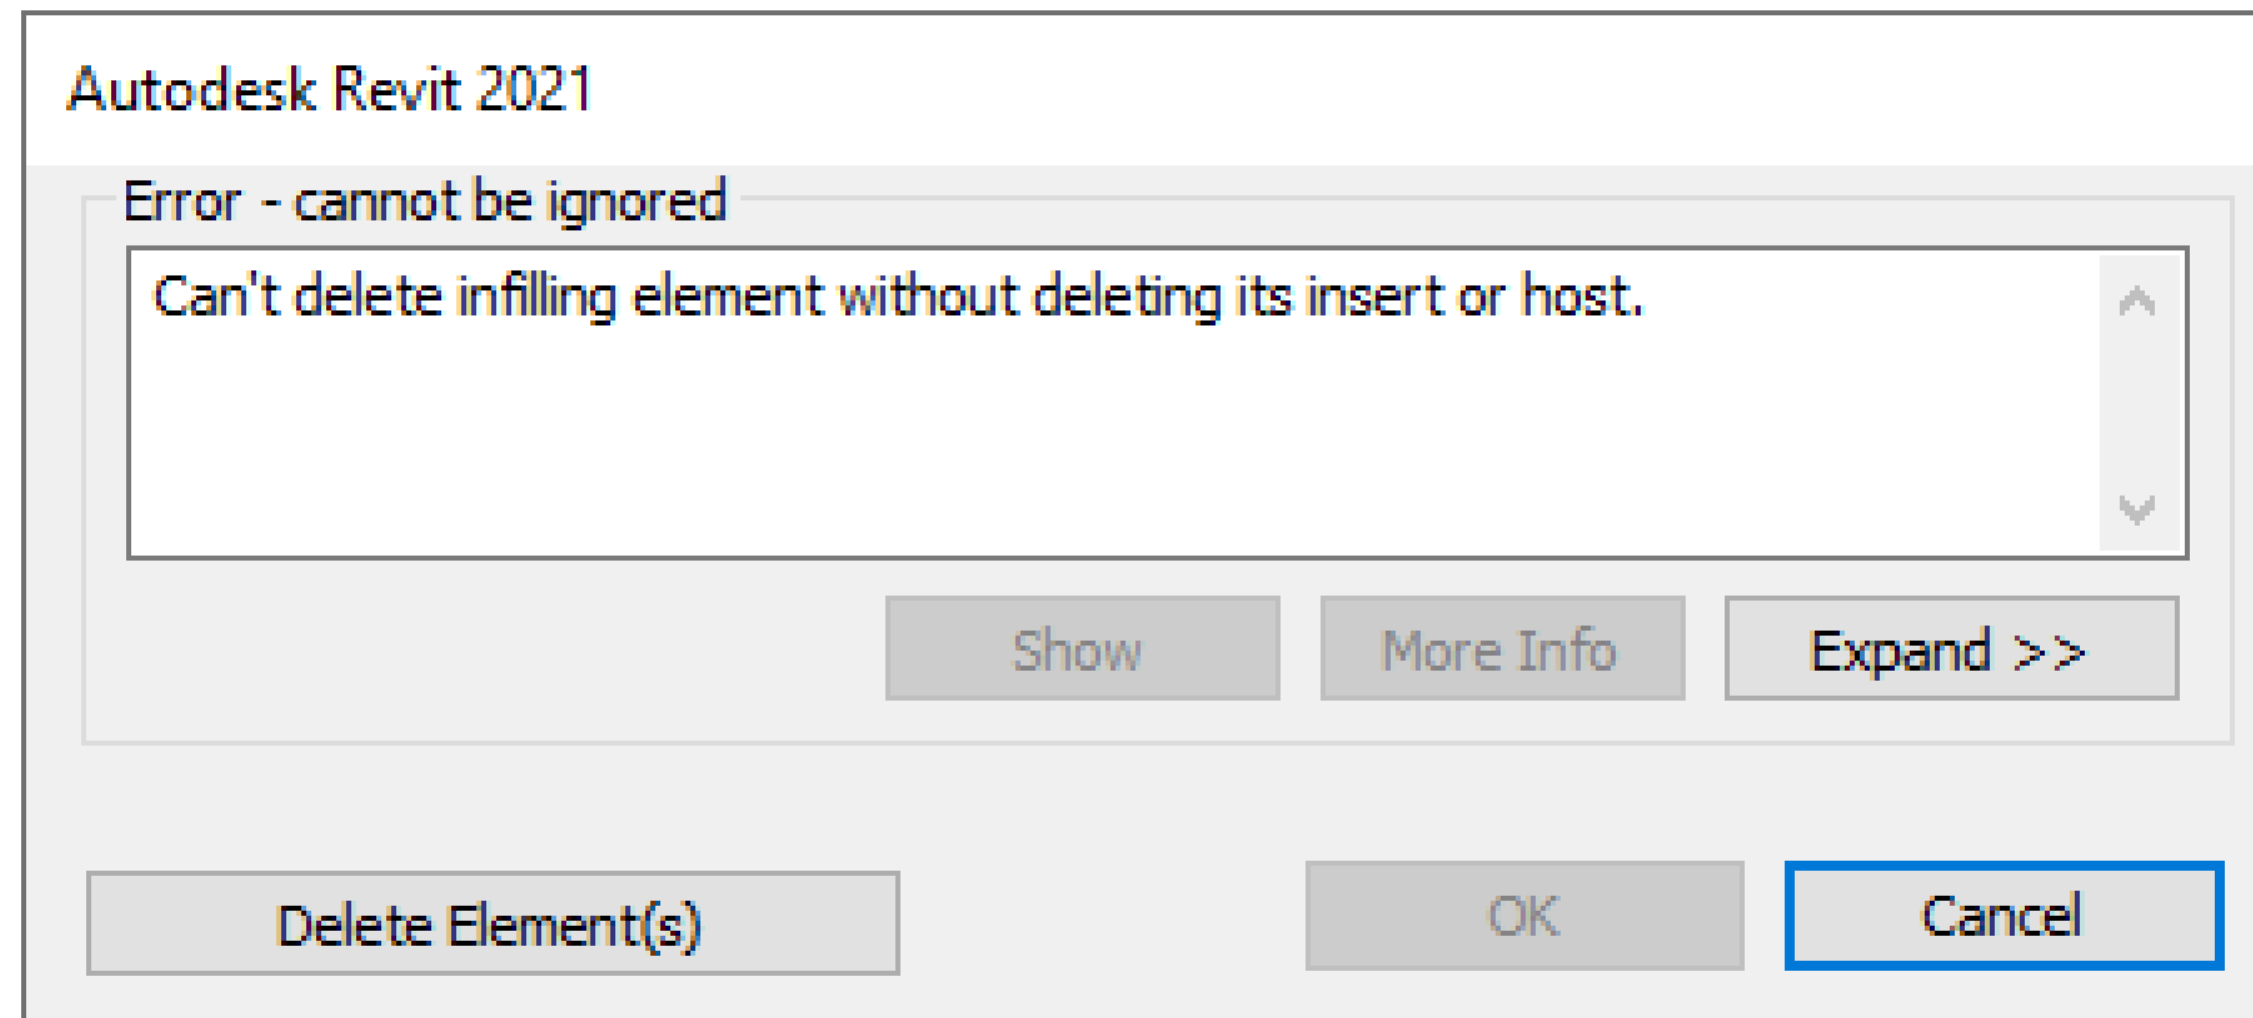 Autodesk Revit 2021
Error - cannot be ignored
Can't delete infilling element without deleting its insert or host.
Show More Info Expand >>
Delete Element(s) OK Cancel